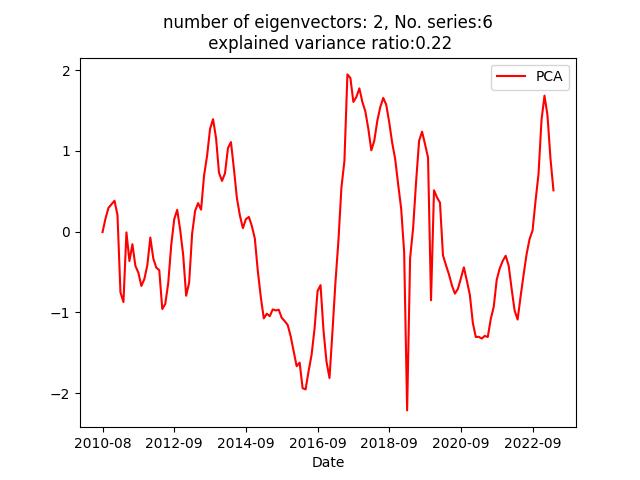 number of eigenvectors: 2, No. series:6
explained variance ratio:0.22
PCA
2
1
0
−1
−2
2010-08 2012-09 2014-09 2016-09 2018-09 2020-09 2022-09
Date